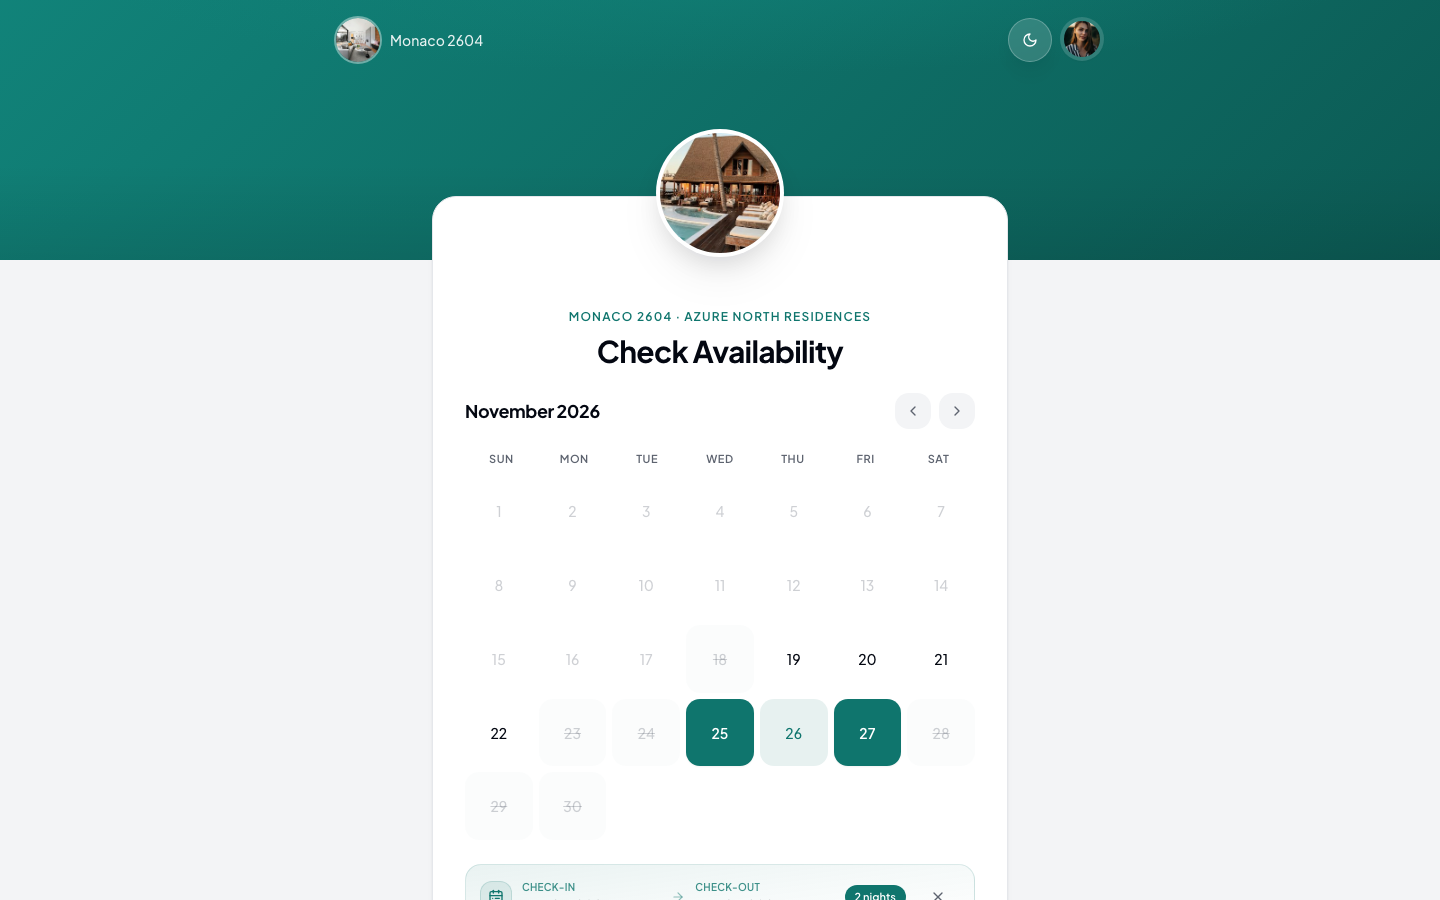 Monaco 2604
MONACO 2604 · AZURE NORTH RESIDENCES
Check Availability
November 2026
SUN MON TUE WED THU FRI SAT
1 2 3 4 5 6 7
8 9 10 11 12 13 14
15 16 17 18 19 20 21
22 23 24 25 26 27 28
29 30
CHECK-IN CHECK-OUT
2 nights